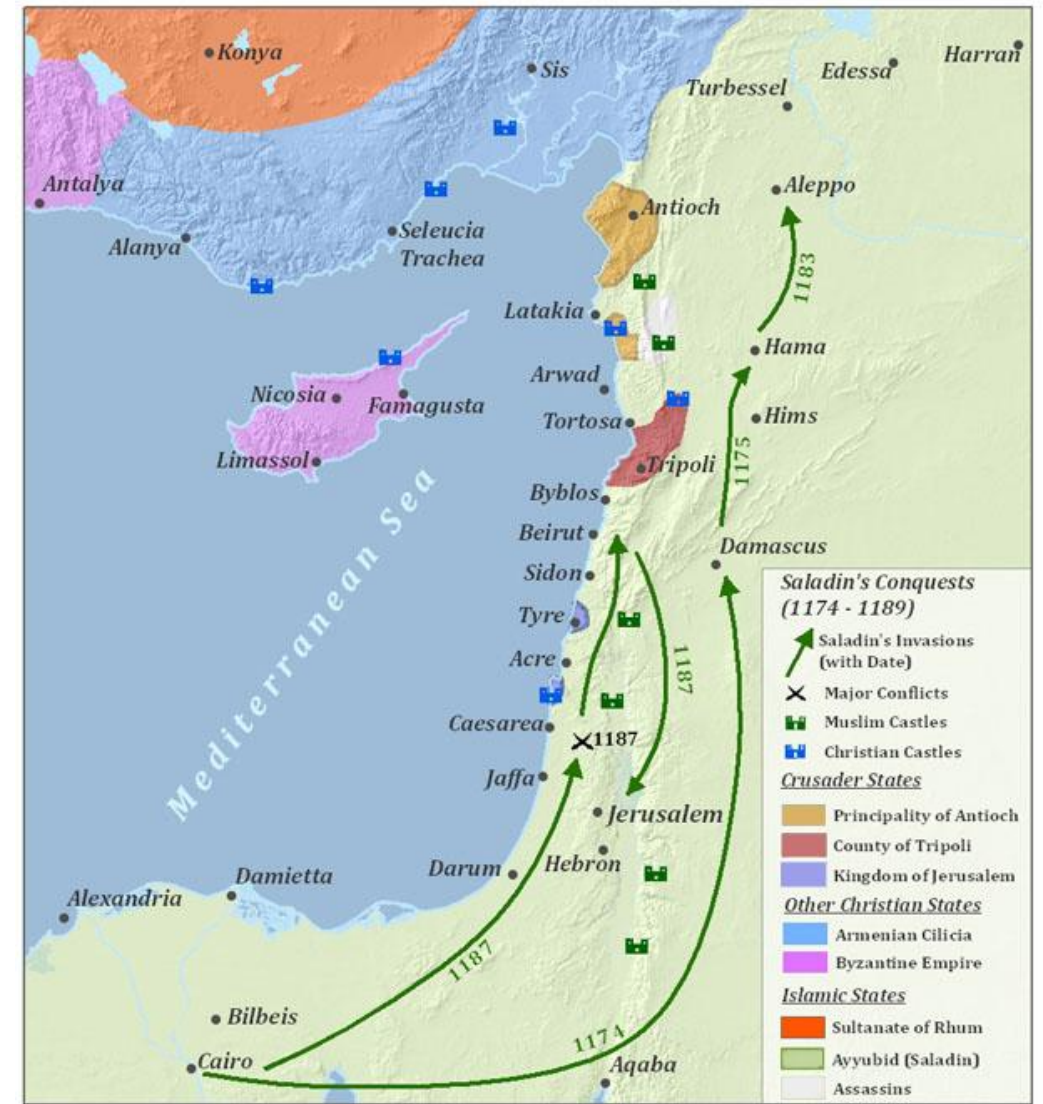 Konya
Sis
Harran
Edessa
Turbessel
Antalya
Aleppo
Antioch
Alanya
Seleucia
Trachea
1183
Latakia
Hama
Arwad
Nicosia
Famagusta
Hims
Tortosa
Limassol
Tripoli
1175
Byblos
Mediterranean Sea
Beirut
Damascus
Sidon
Tyre
Acre
1187
Caesarea
1187
Jaffa
Jerusalem
Hebron
Darum
Damietta
Alexandria
1187
Bilbeis
1174
Cairo
Aqaba
Saladin's Conquests
(1174 - 1189)
Saladin's Invasions
(with Date)
Major Conflicts
Muslim Castles
Christian Castles
Crusader States
Principality of Antioch
County of Tripoli
Kingdom of Jerusalem
Other Christian States
Armenian Cilicia
Byzantine Empire
Islamic States
Sultanate of Rhum
Ayyubid (Saladin)
Assassins